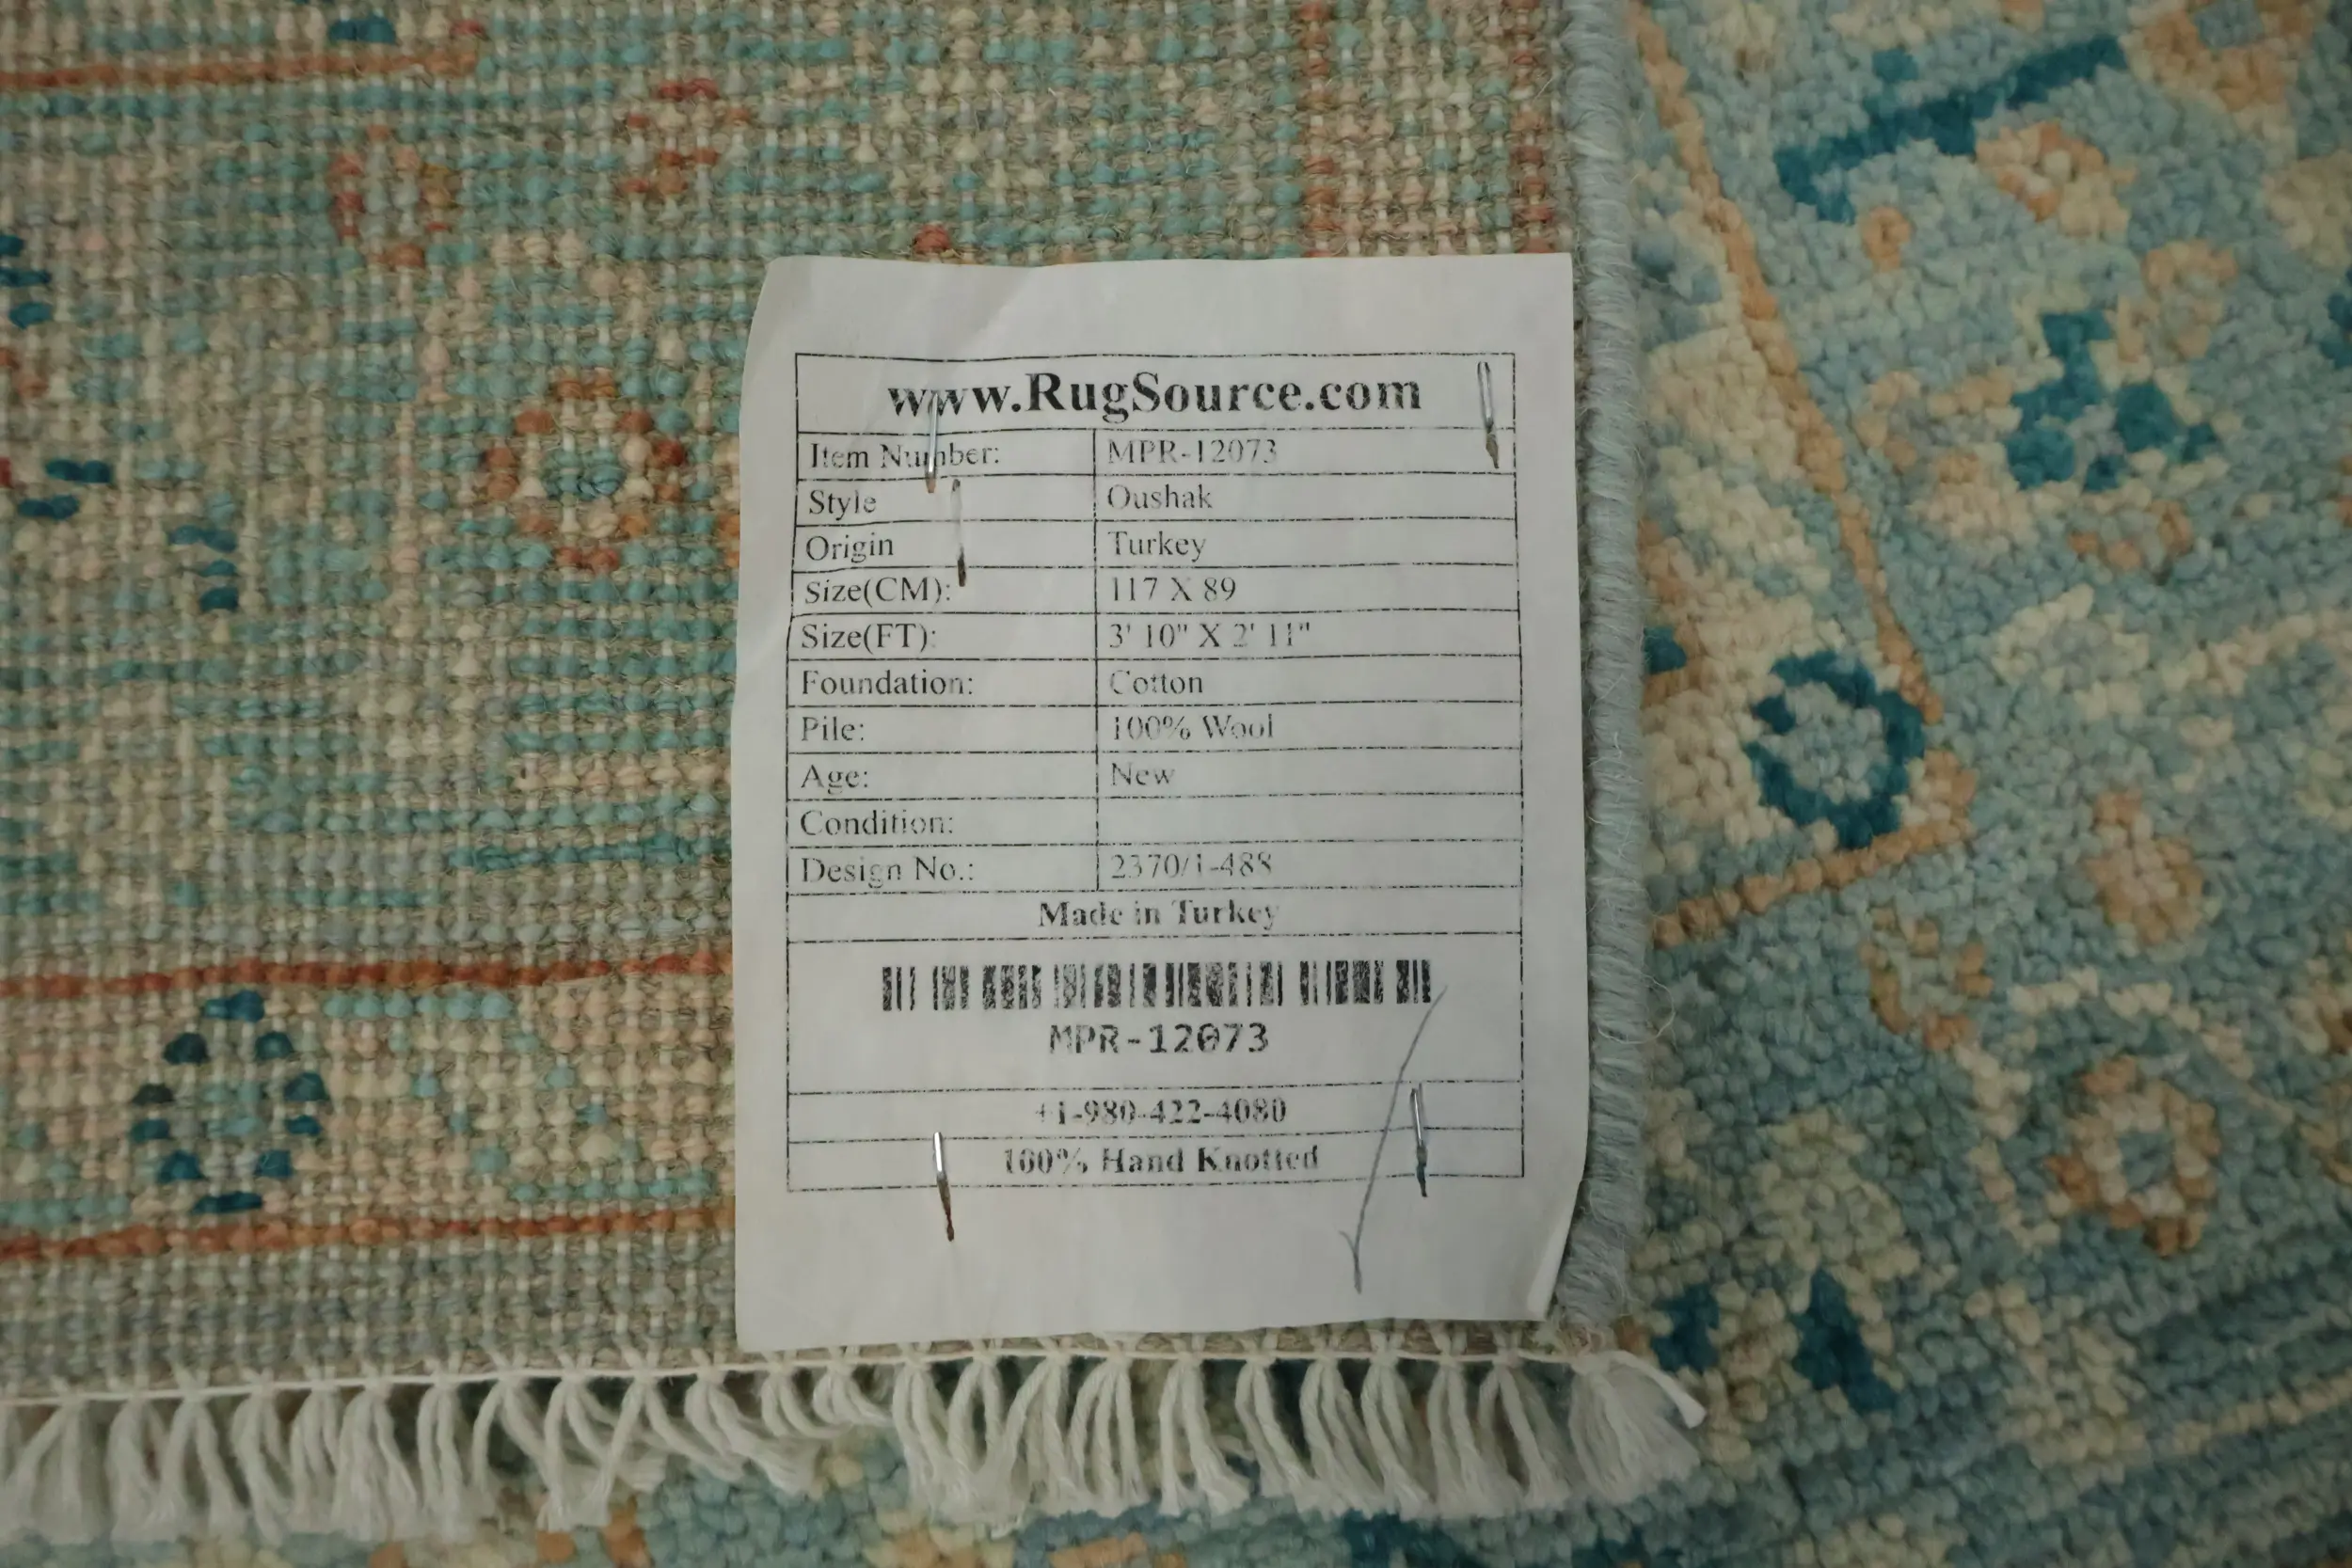 www.RugSource.com
Item Number: MPR-12073
Style Oushak
Origin Turkey
Size(CM): 117 X 89
Size(FT): 3' 10" X 2' 11"
Foundation: Cotton
Pile: 100% Wool
Age: New
Condition:
Design No.: 2370/1-488
Made in Turkey
MPR-12073
+1-980-422-4080
100% Hand Knotted